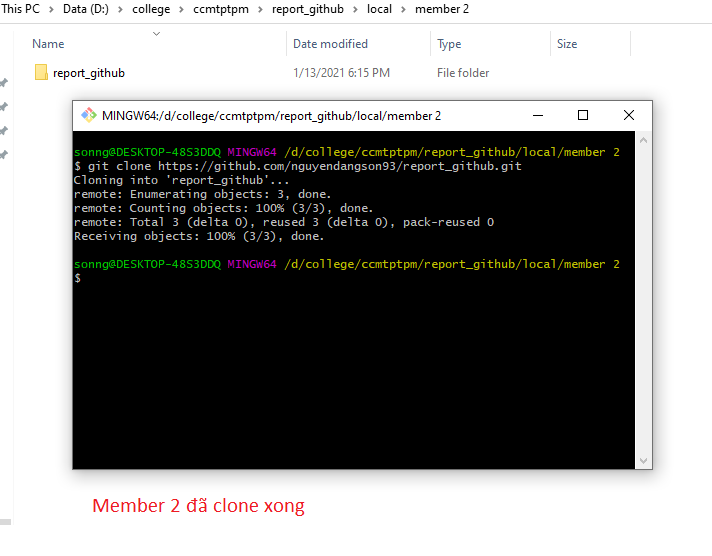 This PC > Data (D:) > college > ccmtptpm > report_github > local > member 2
Name Date modified Type Size
report_github 1/13/2021 6:15 PM File folder
MINGW64:/d/college/ccmtptpm/report_github/local/member 2
sonng@DESKTOP-48S3DDQ MINGW64 /d/college/ccmtptpm/report_github/local/member 2
$ git clone https://github.com/nguyendangson93/report_github.git
Cloning into 'report_github'...
remote: Enumerating objects: 3, done.
remote: Counting objects: 100% (3/3), done.
remote: Total 3 (delta 0), reused 3 (delta 0), pack-reused 0
Receiving objects: 100% (3/3), done.
sonng@DESKTOP-48S3DDQ MINGW64 /d/college/ccmtptpm/report_github/local/member 2
$
Member 2 đã clone xong